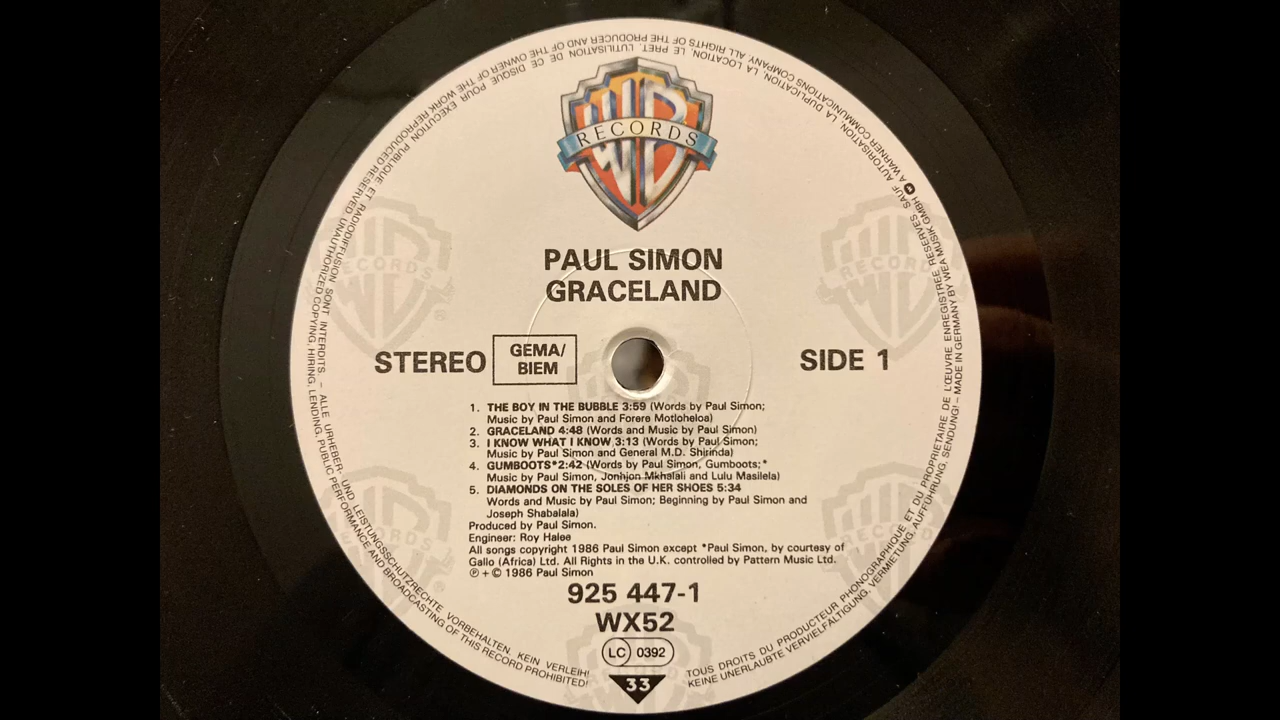 RECORDS
PAUL SIMON
GRACELAND
STEREO
GEMA/
BIEM
SIDE 1
1. THE BOY IN THE BUBBLE 3:59 (Words by Paul Simon;
Music by Paul Simon and Forere Motloheloa)
2. GRACELAND 4:48 (Words and Music by Paul Simon)
3. I KNOW WHAT I KNOW 3:13 (Words by Paul Simon;
Music by Paul Simon and General M.D. Shirinda)
4. GUMBOOTS*2:42 (Words by Paul Simon, Gumboots;*
Music by Paul Simon, Jonhjon Mkhalali and Lulu Masilela)
5. DIAMONDS ON THE SOLES OF HER SHOES 5:34
Words and Music by Paul Simon; Beginning by Paul Simon and
Joseph Shabalala)
Produced by Paul Simon.
Engineer: Roy Halee
All songs copyright 1986 Paul Simon except *Paul Simon, by courtesy of
Gallo (Africa) Ltd. All Rights in the U.K. controlled by Pattern Music Ltd.
℗ + © 1986 Paul Simon
925 447-1
WX52
LC 0392
33
TOUS DROITS DU PRODUCTEUR PHONOGRAPHIQUE ET DU PROPRIETAIRE DE L'ŒUVRE ENREGISTREE RESERVES SAUF AUTORISATION, LA DUPLICATION, LA LOCATION, LE PRET, L'UTILISATION DE CE DISQUE POUR EXECUTION PUBLIQUE ET RADIODIFFUSION SONT INTERDITS. – ALLE URHEBER- UND LEISTUNGSSCHUTZRECHTE VORBEHALTEN. KEIN VERLEIH!
KEINE UNERLAUBTE VERVIELFÄLTIGUNG, VERMIETUNG, AUFFÜHRUNG, SENDUNG! – MADE IN GERMANY BY WEA MUSIK GMBH A WARNER COMMUNICATIONS COMPANY. ALL RIGHTS OF THE PRODUCER AND OF THE OWNER OF THE WORK REPRODUCED RESERVED UNAUTHORIZED COPYING, HIRING, LENDING, PUBLIC PERFORMANCE AND BROADCASTING OF THIS RECORD PROHIBITED!